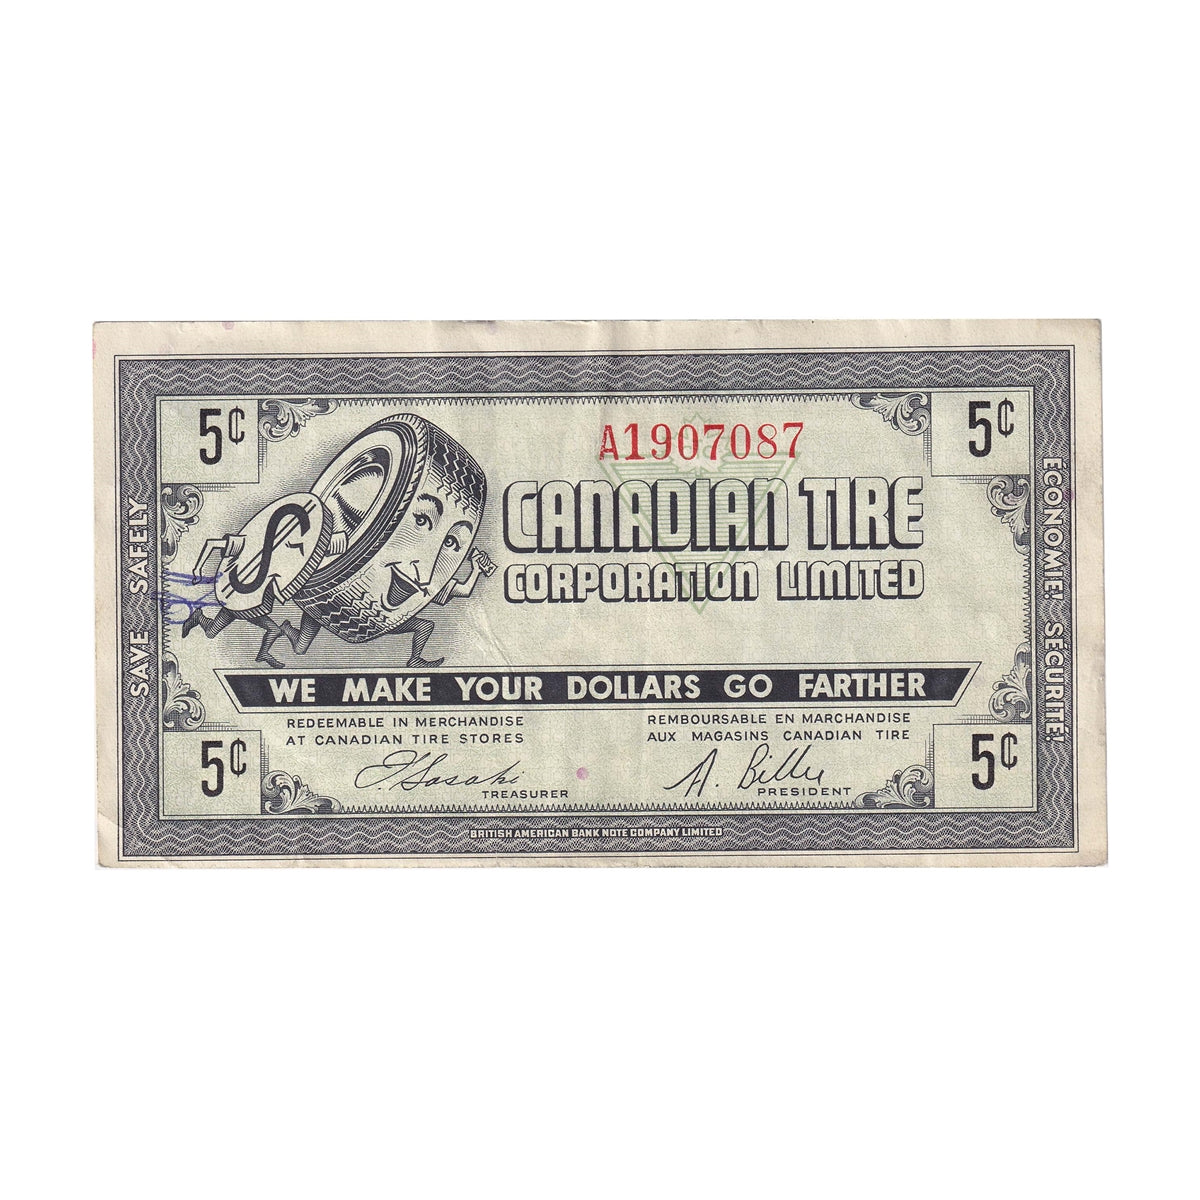 5¢
A1907087
5¢
$
CANADIAN TIRE
CORPORATION LIMITED
SAVE SAFELY
ÉCONOMIE! SÉCURITÉ!
WE MAKE YOUR DOLLARS GO FARTHER
REDEEMABLE IN MERCHANDISE
AT CANADIAN TIRE STORES
REMBOURSABLE EN MARCHANDISE
AUX MAGASINS CANADIAN TIRE
5¢
TREASURER
A. Billes
PRESIDENT
5¢
BRITISH AMERICAN BANK NOTE COMPANY LIMITED